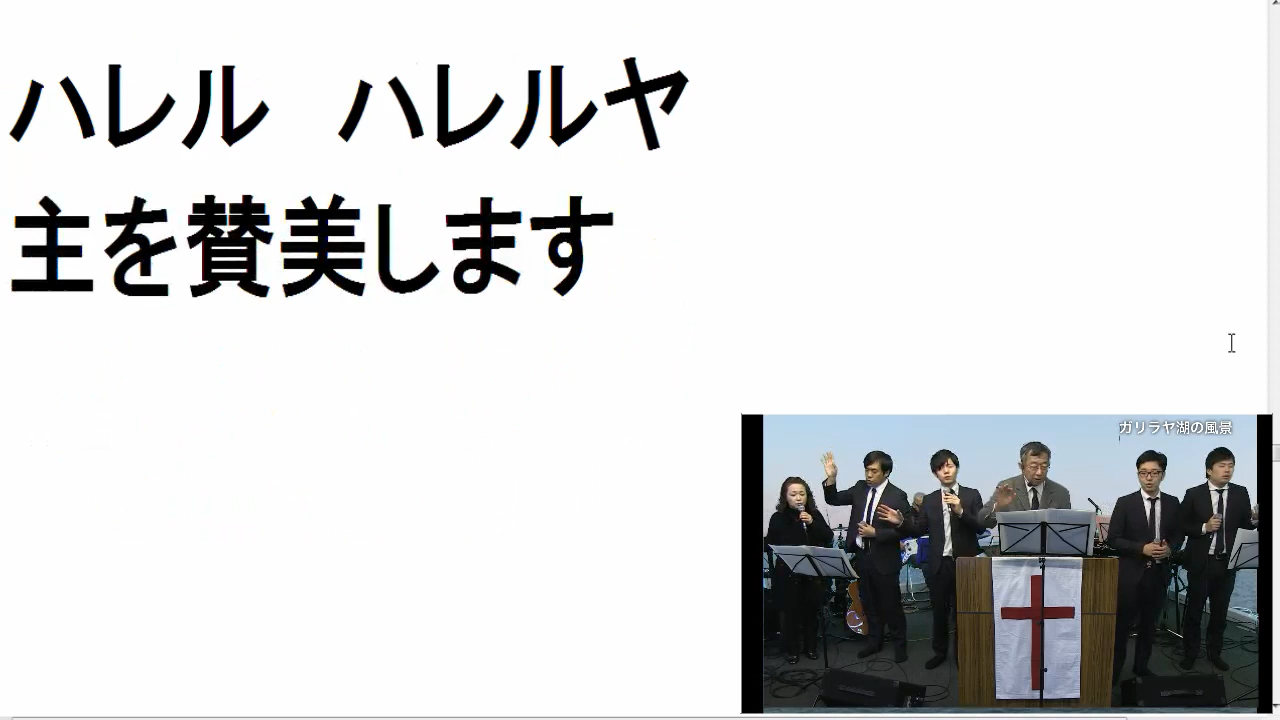 ハレル　ハレルヤ
主を賛美します
ガリラヤ湖の風景